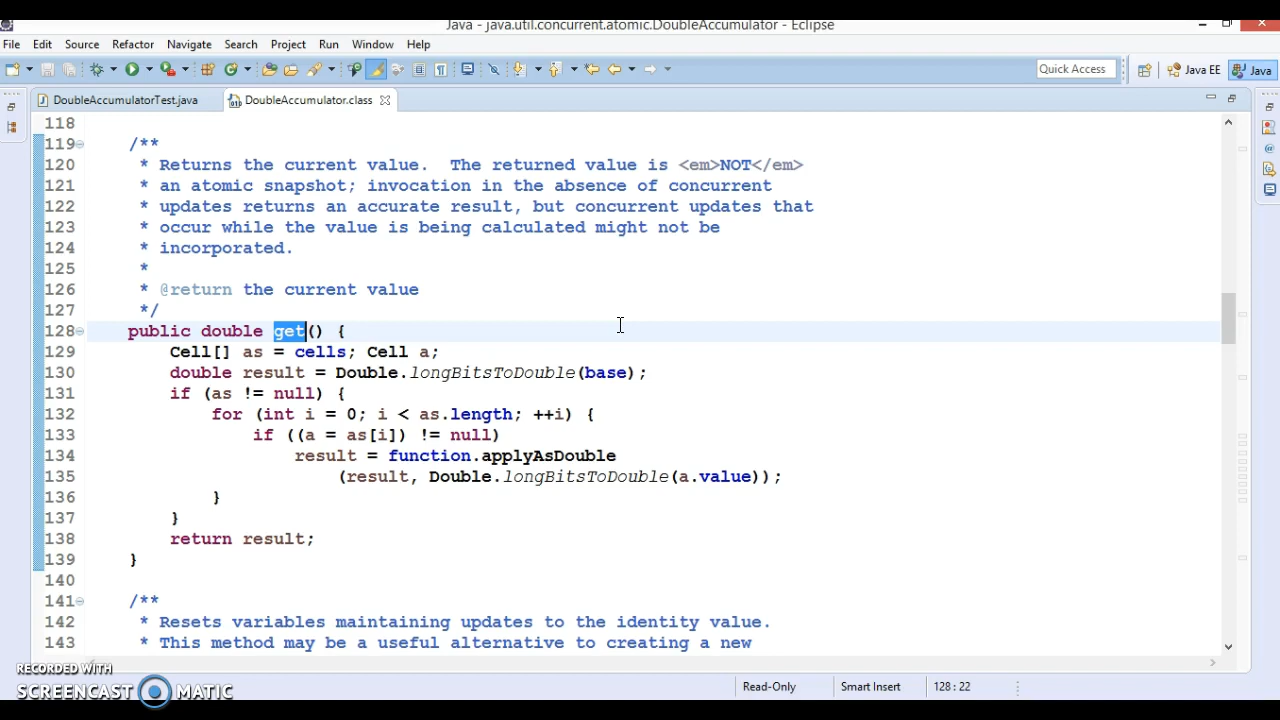 Java - java.util.concurrent.atomic.DoubleAccumulator - Eclipse
File Edit Source Refactor Navigate Search Project Run Window Help
Quick Access Java EE Java
DoubleAccumulatorTest.java DoubleAccumulator.class
118
119 /**
120 * Returns the current value.  The returned value is <em>NOT</em>
121 * an atomic snapshot; invocation in the absence of concurrent
122 * updates returns an accurate result, but concurrent updates that
123 * occur while the value is being calculated might not be
124 * incorporated.
125 *
126 * @return the current value
127 */
128 public double get() {
129 Cell[] as = cells; Cell a;
130 double result = Double.longBitsToDouble(base);
131 if (as != null) {
132 for (int i = 0; i < as.length; ++i) {
133 if ((a = as[i]) != null)
134 result = function.applyAsDouble
135 (result, Double.longBitsToDouble(a.value));
136 }
137 }
138 return result;
139 }
140
141 /**
142 * Resets variables maintaining updates to the identity value.
143 * This method may be a useful alternative to creating a new
Read-Only Smart Insert 128 : 22
RECORDED WITH
SCREENCAST MATIC